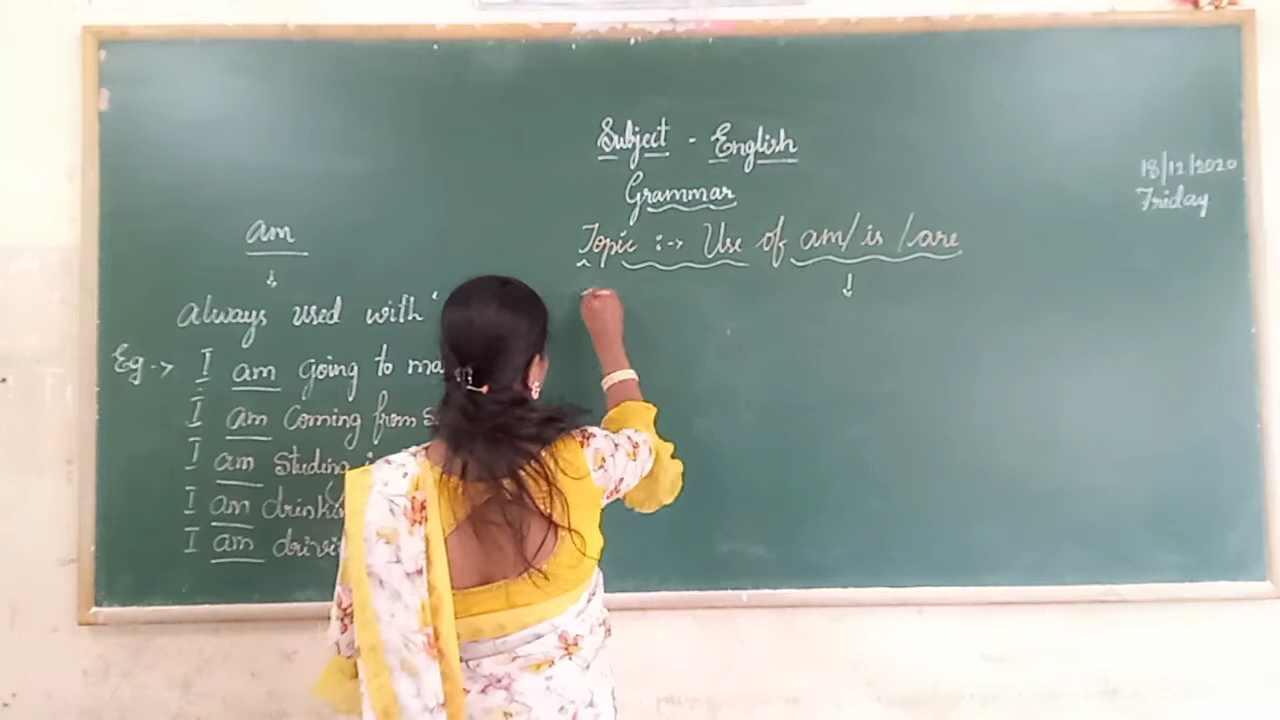 Subject - English
Grammar
Topic :-> Use of am/is/are
18/12/2020
Friday
am
always used with
Eg -> I am going to
I am Coming from
I am
I am
I am